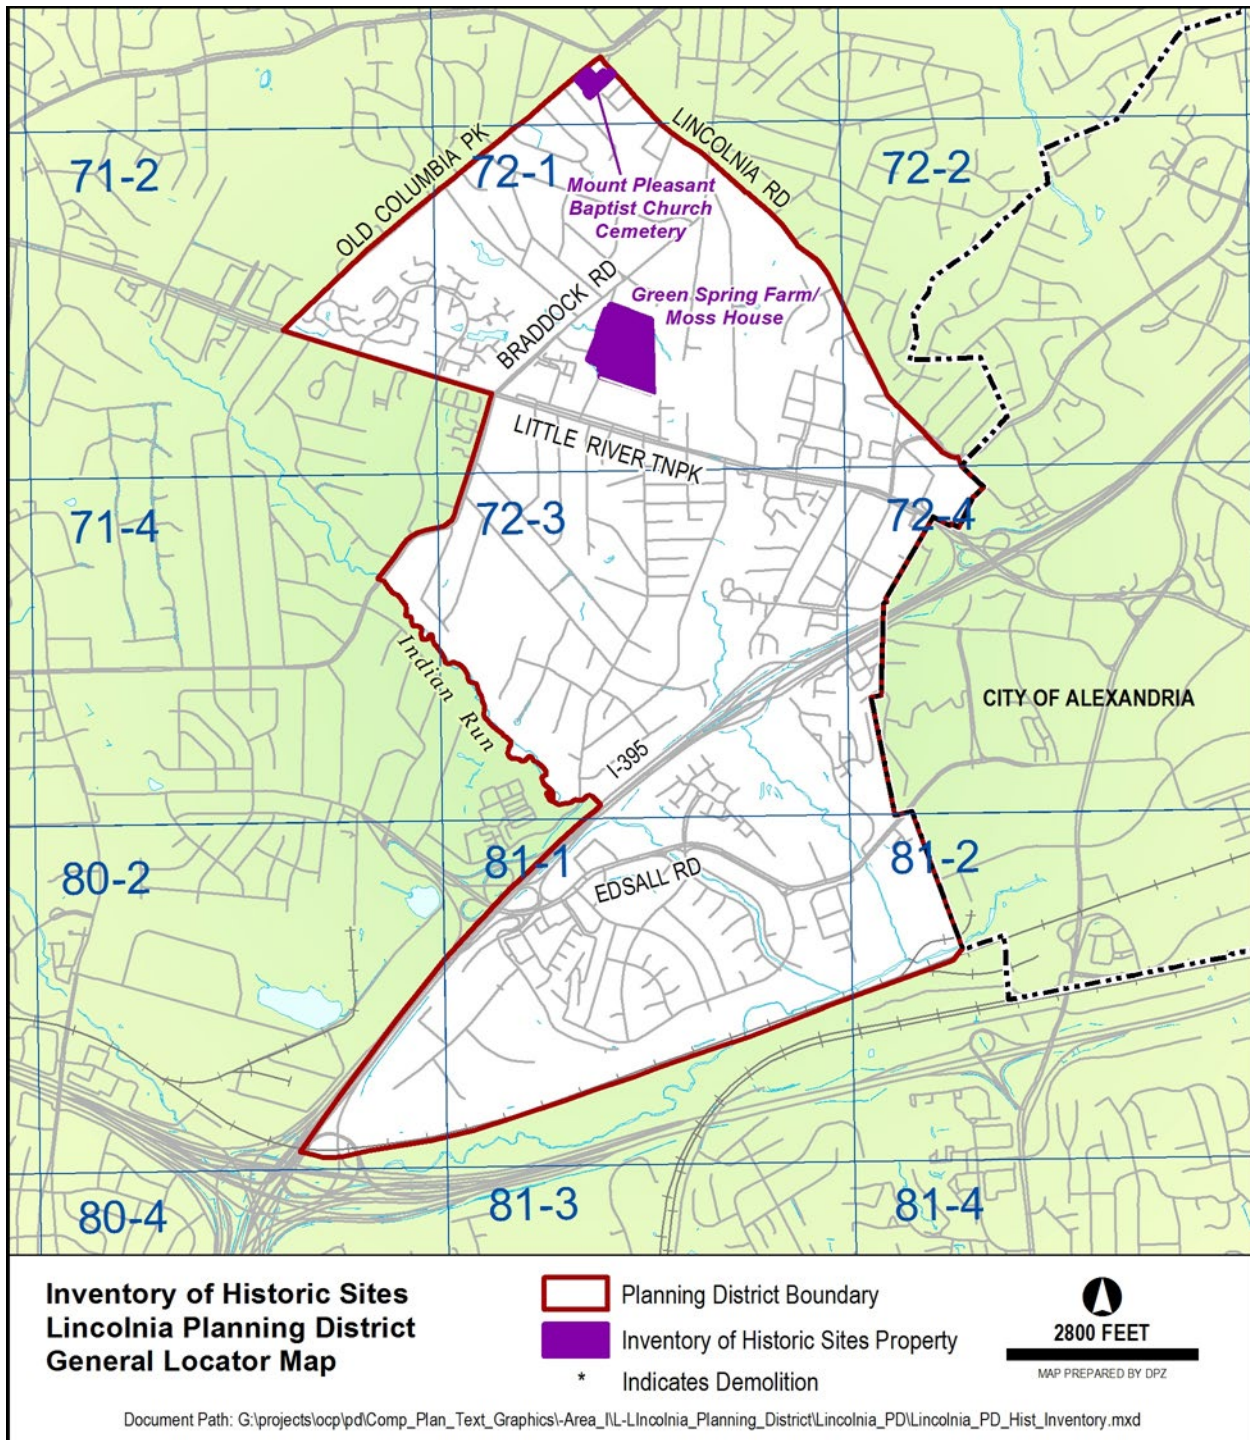 OLD COLUMBIA PK
LINCOLNIA RD
71-2
72-1
72-2
Mount Pleasant
Baptist Church
Cemetery
BRADDOCK RD
Green Spring Farm/
Moss House
LITTLE RIVER TNPK
71-4
72-3
72-4
Indian Run
CITY OF ALEXANDRIA
I-395
80-2
81-1
EDSALL RD
81-2
80-4
81-3
81-4
Inventory of Historic Sites
Lincolnia Planning District
General Locator Map
Planning District Boundary
Inventory of Historic Sites Property
* Indicates Demolition
2800 FEET
MAP PREPARED BY DPZ
Document Path: G:\projects\ocp\pd\Comp_Plan_Text_Graphics\-Area_I\L-LIncolnia_Planning_District\Lincolnia_PD\Lincolnia_PD_Hist_Inventory.mxd